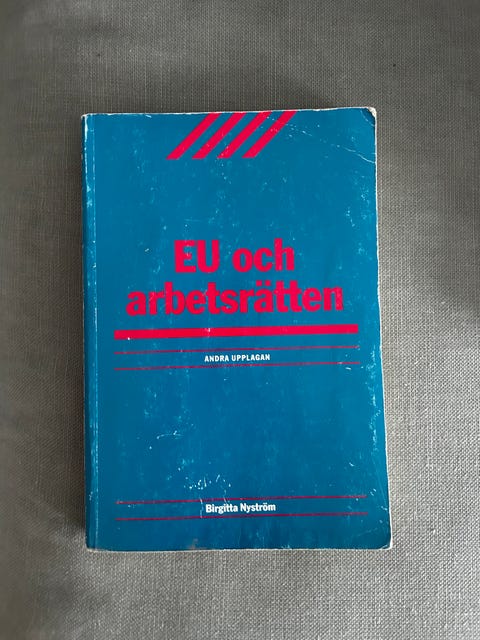 EU och
arbetsrätten
ANDRA UPPLAGAN
Birgitta Nyström